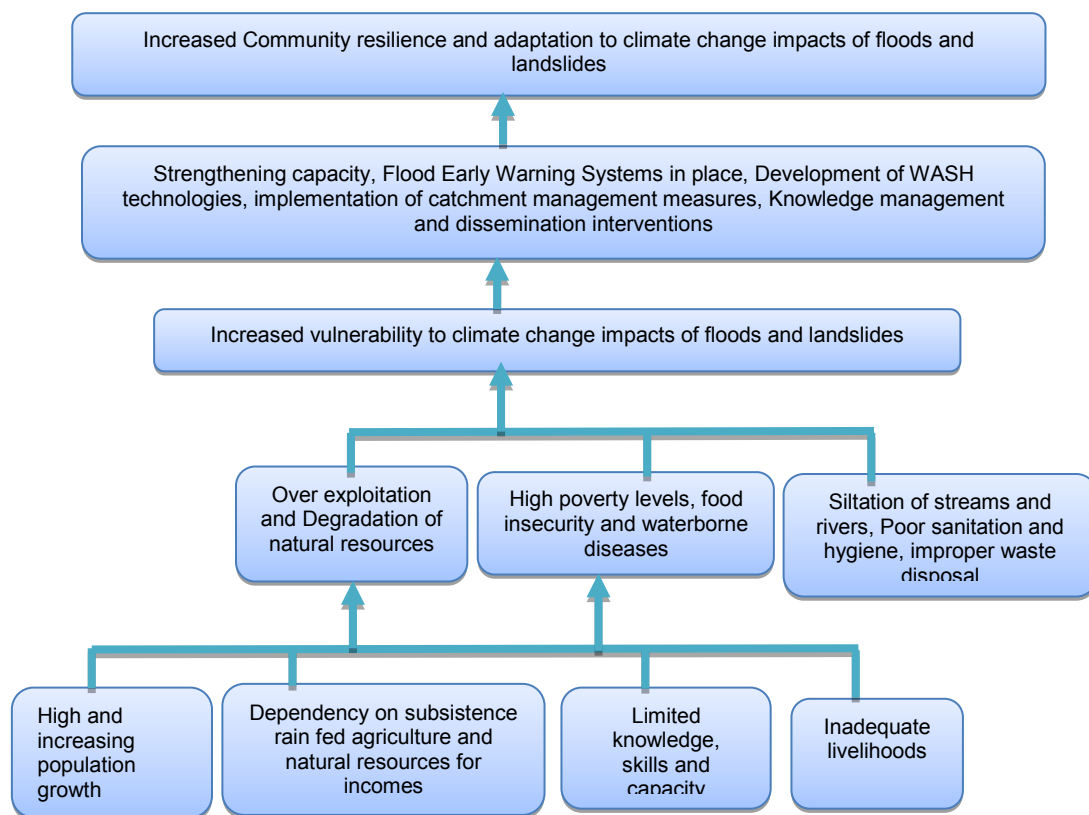 Increased Community resilience and adaptation to climate change impacts of floods and
landslides
Strengthening capacity, Flood Early Warning Systems in place, Development of WASH
technologies, implementation of catchment management measures, Knowledge management
and dissemination interventions
Increased vulnerability to climate change impacts of floods and landslides
Over exploitation
and Degradation of
natural resources
High poverty levels, food
insecurity and waterborne
diseases
Siltation of streams and
rivers, Poor sanitation and
hygiene, improper waste
disposal
High and
increasing
population
growth
Dependency on subsistence
rain fed agriculture and
natural resources for
incomes
Limited
knowledge,
skills and
capacity
Inadequate
livelihoods